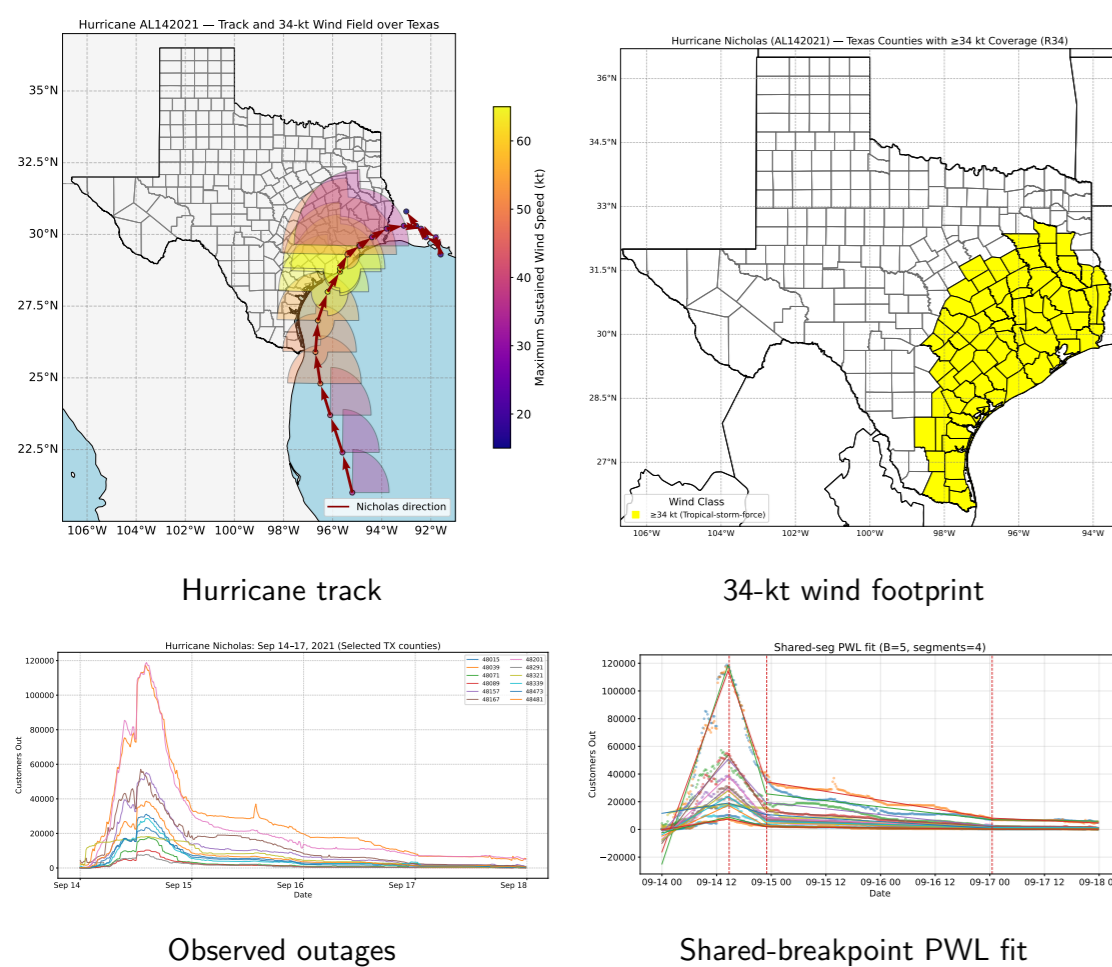 Hurricane AL142021 — Track and 34-kt Wind Field over Texas
35°N
32.5°N
30°N
27.5°N
25°N
22.5°N
106°W 104°W 102°W 100°W 98°W 96°W 94°W 92°W
Nicholas direction
60
50
40
30
20
Maximum Sustained Wind Speed (kt)
Hurricane track
Hurricane Nicholas (AL142021) — Texas Counties with ≥34 kt Coverage (R34)
36°N
34.5°N
33°N
31.5°N
30°N
28.5°N
27°N
106°W 104°W 102°W 100°W 98°W 96°W 94°W
Wind Class
≥34 kt (Tropical-storm-force)
34-kt wind footprint
Hurricane Nicholas: Sep 14–17, 2021 (Selected TX counties)
120000
100000
80000
60000
40000
20000
0
Customers Out
48015 48201
48039 48291
48071 48321
48089 48339
48157 48473
48167 48481
Sep 14 Sep 15 Sep 16 Sep 17 Sep 18
Date
Observed outages
Shared-seg PWL fit (B=5, segments=4)
120000
100000
80000
60000
40000
20000
0
−20000
Customers Out
09-14 00 09-14 12 09-15 00 09-15 12 09-16 00 09-16 12 09-17 00 09-17 12 09-18 0
Date
Shared-breakpoint PWL fit